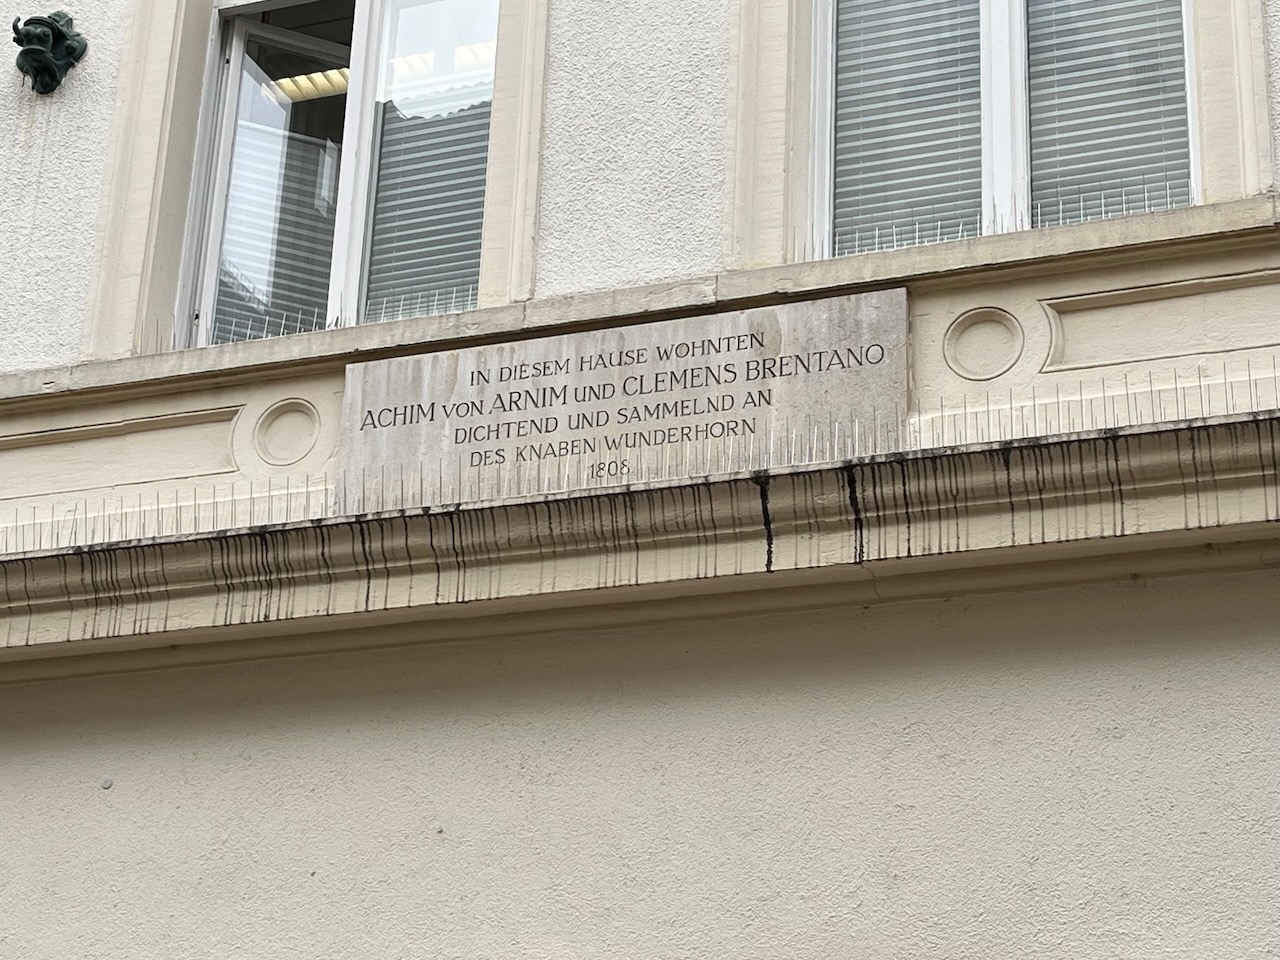 IN DIESEM HAUSE WOHNTEN
ACHIM VON ARNIM UND CLEMENS BRENTANO
DICHTEND UND SAMMELND AN
DES KNABEN WUNDERHORN
1808